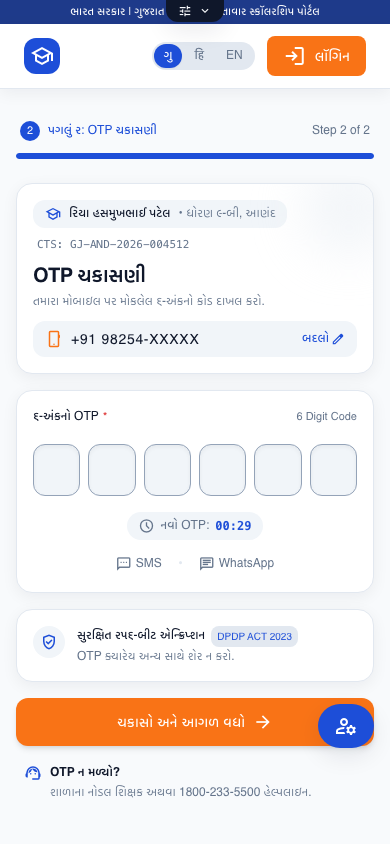 ભારત સરકાર | ગુજરાત
તાવાર સ્કૉલરશિપ પોર્ટલ
ગુ હિ EN
લૉગિન
2 પગલું ૨: OTP ચકાસણી Step 2 of 2
રિયા હસમુખભાઈ પટેલ • ધોરણ ૯-બી, આણંદ
CTS: GJ-AND-2026-004512
OTP ચકાસણી
તમારા મોબાઇલ પર મોકલેલ ૬-અંકનો કોડ દાખલ કરો.
+91 98254-XXXXX બદલો
૬-અંકનો OTP * 6 Digit Code
નવો OTP: 00:29
SMS • WhatsApp
સુરક્ષિત ૨૫૬-બીટ એન્ક્રિપ્શન DPDP ACT 2023
OTP ક્યારેય અન્ય સાથે શેર ન કરો.
ચકાસો અને આગળ વધો
OTP ન મળ્યો?
શાળાના નોડલ શિક્ષક અથવા 1800-233-5500 હેલ્પલાઇન.